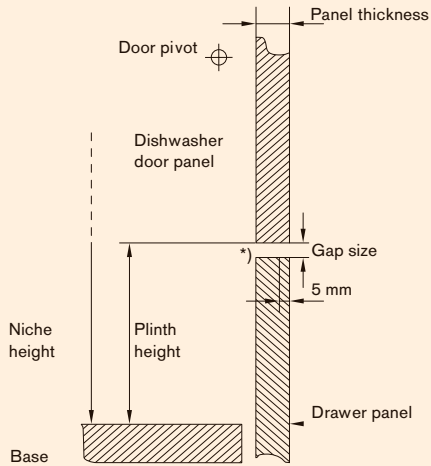 Panel thickness
Door pivot
Dishwasher
door panel
*)
Gap size
5 mm
Niche
height
Plinth
height
Drawer panel
Base